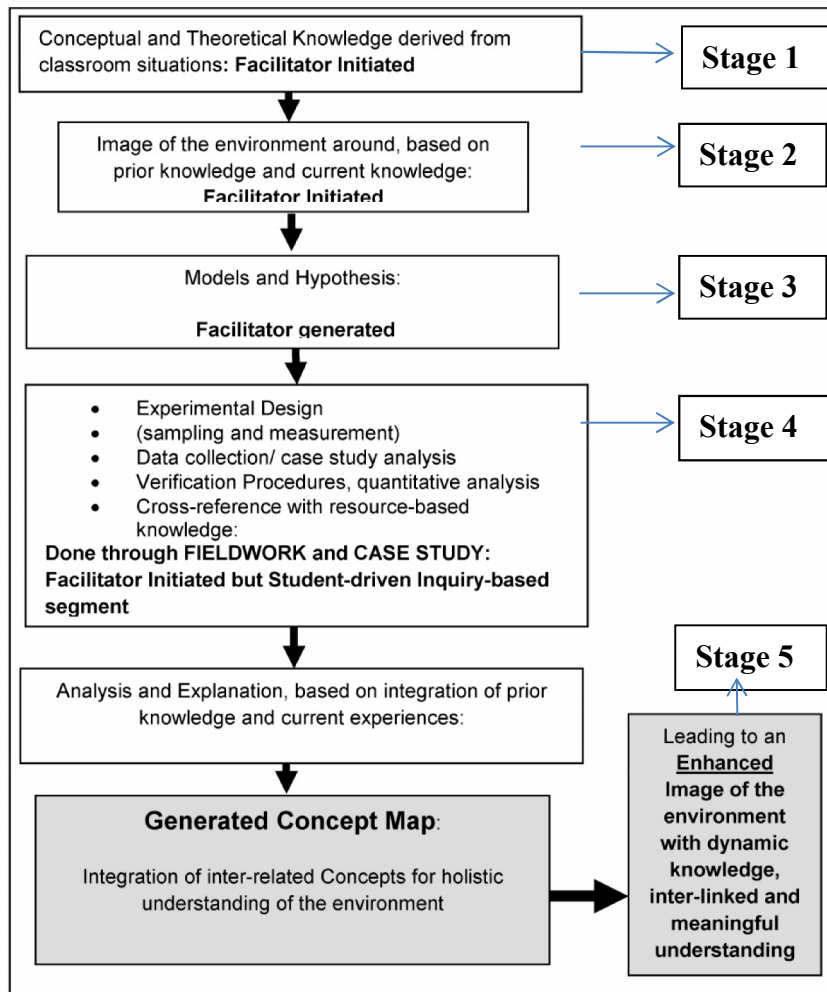 Conceptual and Theoretical Knowledge derived from
classroom situations: Facilitator Initiated
Stage 1
Image of the environment around, based on
prior knowledge and current knowledge:
Facilitator Initiated
Stage 2
Models and Hypothesis:
Facilitator generated
Stage 3
• Experimental Design
• (sampling and measurement)
• Data collection/ case study analysis
• Verification Procedures, quantitative analysis
• Cross-reference with resource-based
knowledge:
Done through FIELDWORK and CASE STUDY:
Facilitator Initiated but Student-driven Inquiry-based
segment
Stage 4
Analysis and Explanation, based on integration of prior
knowledge and current experiences:
Generated Concept Map:
Integration of inter-related Concepts for holistic
understanding of the environment
Stage 5
Leading to an
Enhanced
Image of the
environment
with dynamic
knowledge,
inter-linked and
meaningful
understanding